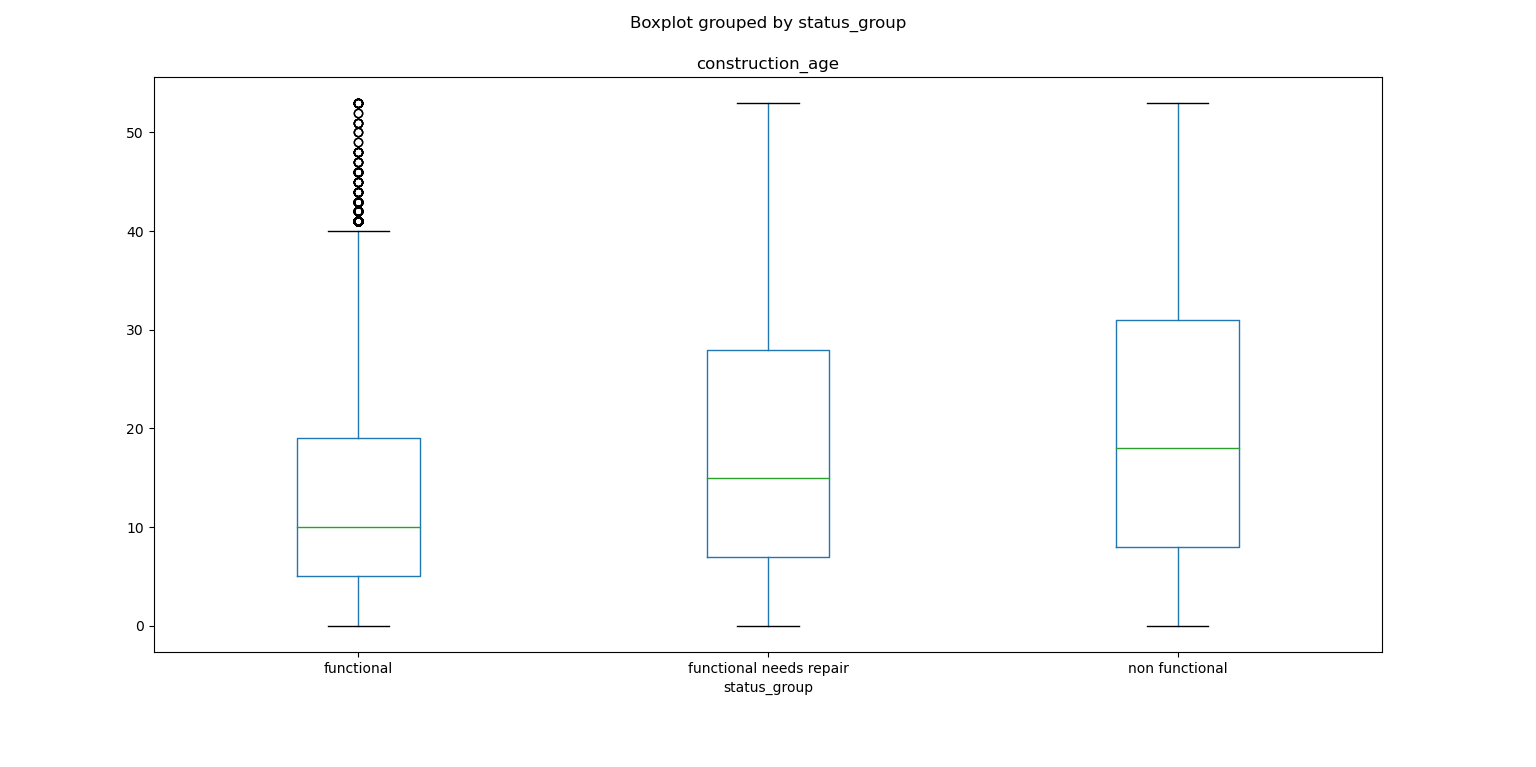 Boxplot grouped by status_group
construction_age
50
40
30
20
10
0
functional
functional needs repair
non functional
status_group